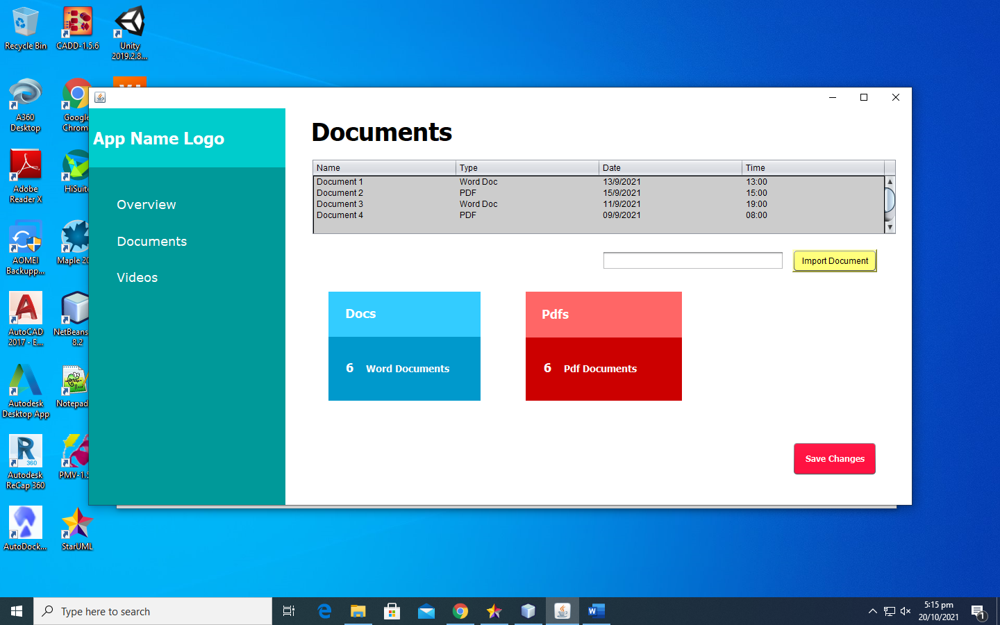 Recycle Bin
CADD-1.5.6
Unity
2019.2.8...
A360
Desktop
Google
Chrom
Adobe
Reader X
HiSuit
AOMEI
Backupp...
Maple 20
AutoCAD
2017 - E...
NetBeans
8.2
Autodesk
Desktop App
Notepad
Autodesk
ReCap 360
PMV-1.5
AutoDock...
StarUML
App Name Logo
Overview
Documents
Videos
Documents
Name Type Date Time
Document 1 Word Doc 13/9/2021 13:00
Document 2 PDF 15/9/2021 15:00
Document 3 Word Doc 11/9/2021 19:00
Document 4 PDF 09/9/2021 08:00
Import Document
Docs
6 Word Documents
Pdfs
6 Pdf Documents
Save Changes
Type here to search
5:15 pm
20/10/2021
1